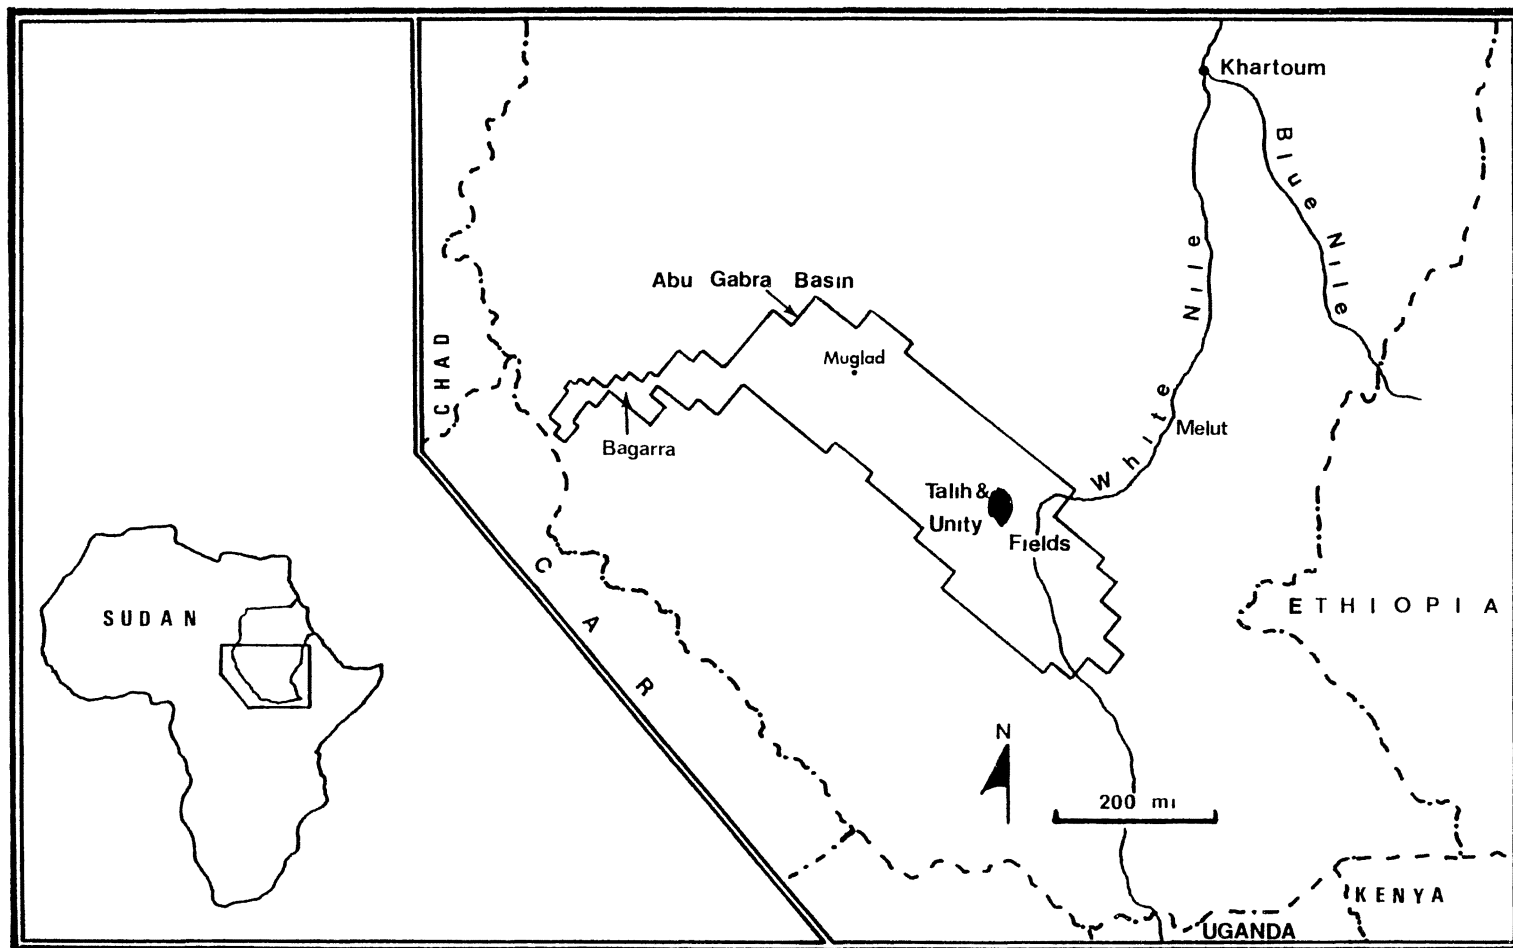 Khartoum
Blue Nile
White Nile
Abu Gabra Basin
CHAD
Muglad
Melut
Bagarra
Talih &
Unity
Fields
CAR
ETHIOPIA
SUDAN
N
200 mi
KENYA
UGANDA